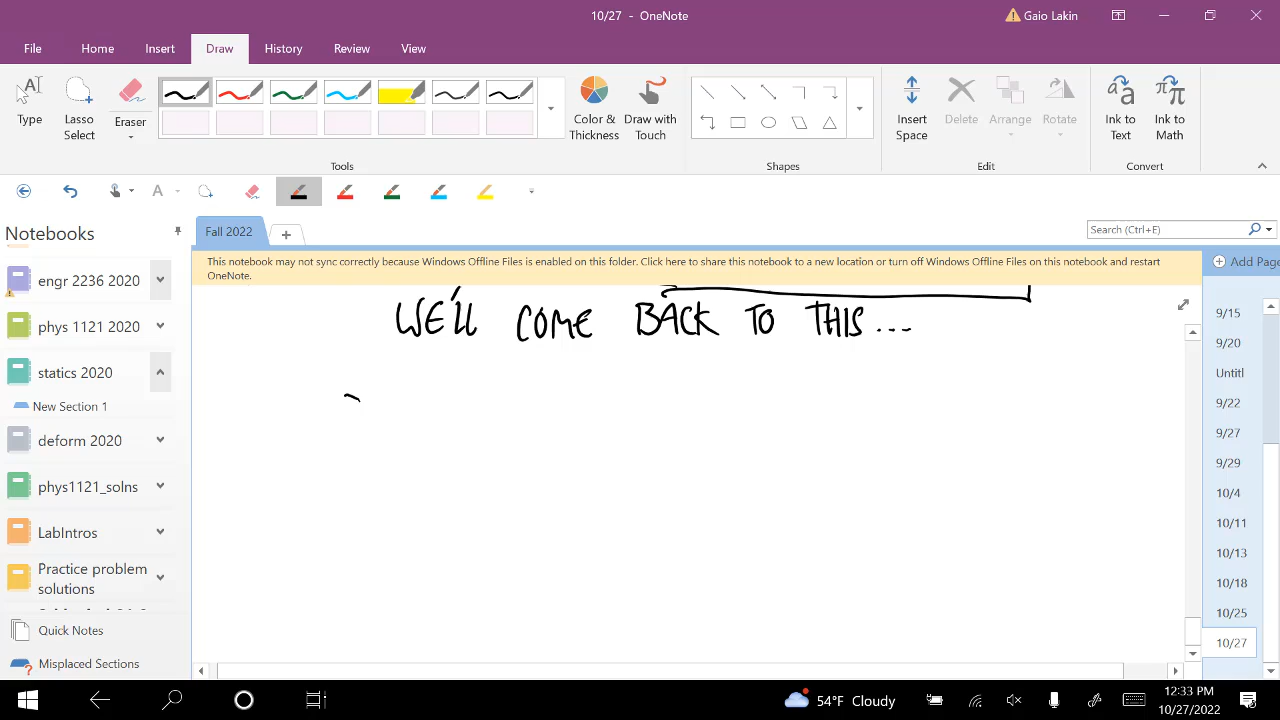 10/27 - OneNote
Gaio Lakin
File Home Insert Draw History Review View
Type
Lasso Select
Eraser
Color & Thickness
Draw with Touch
Insert Space
Delete
Arrange
Rotate
Ink to Text
Ink to Math
Tools
Shapes
Edit
Convert
A
Notebooks
Fall 2022
Search (Ctrl+E)
This notebook may not sync correctly because Windows Offline Files is enabled on this folder. Click here to share this notebook to a new location or turn off Windows Offline Files on this notebook and restart
OneNote.
Add Page
engr 2236 2020
phys 1121 2020
statics 2020
New Section 1
deform 2020
phys1121_solns
LabIntros
Practice problem
solutions
Quick Notes
Misplaced Sections
WE'LL COME BACK TO THIS...
9/15
9/20
Untitl
9/22
9/27
9/29
10/4
10/11
10/13
10/18
10/25
10/27
54°F Cloudy
12:33 PM
10/27/2022